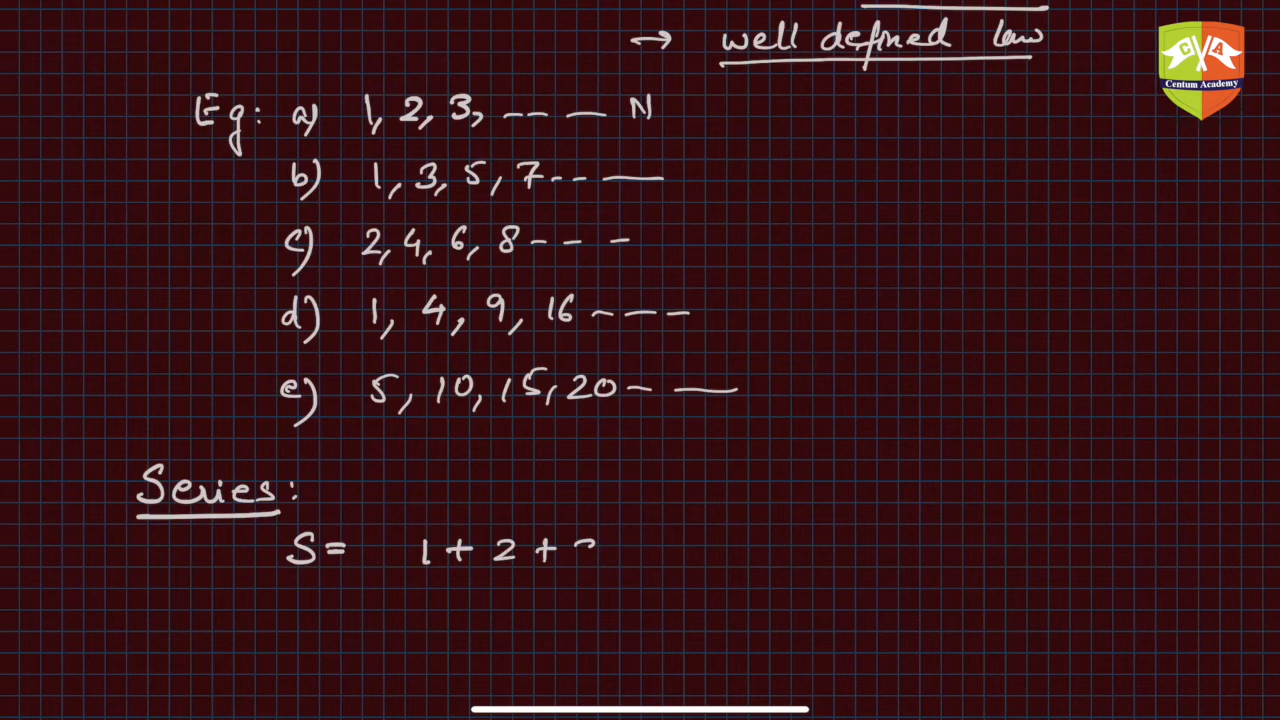 → well defined law
C A
Centum Academy
Eg: a) 1, 2, 3, -- — N
b) 1, 3, 5, 7 -- —
c) 2, 4, 6, 8 - - -
d) 1, 4, 9, 16 - - -
e) 5, 10, 15, 20 - —
Series:
S = 1 + 2 +